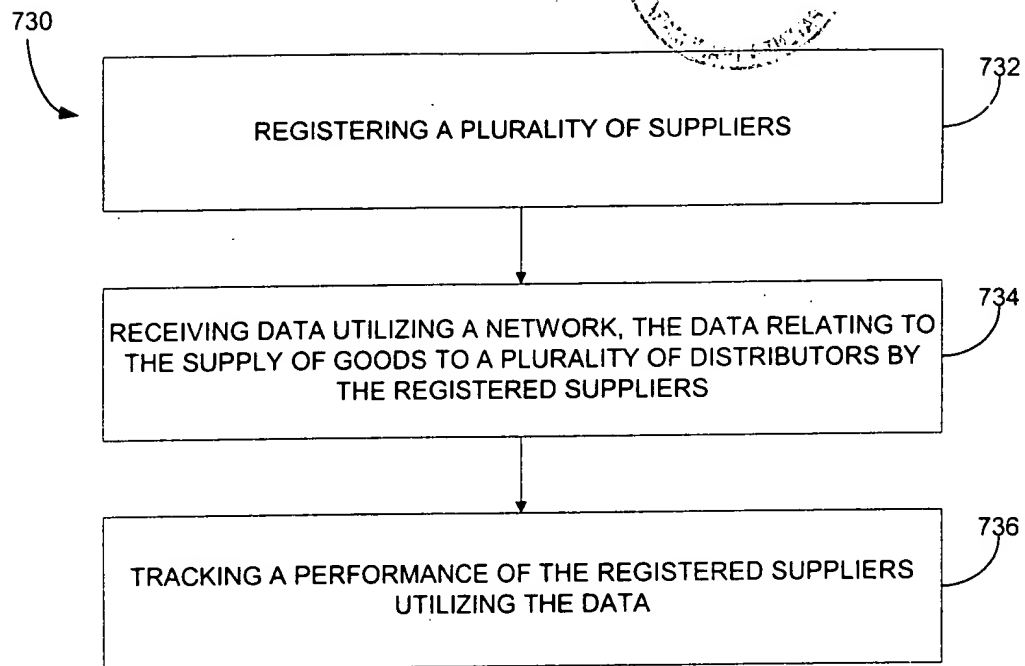 730
732
REGISTERING A PLURALITY OF SUPPLIERS
734
RECEIVING DATA UTILIZING A NETWORK, THE DATA RELATING TO
THE SUPPLY OF GOODS TO A PLURALITY OF DISTRIBUTORS BY
THE REGISTERED SUPPLIERS
736
TRACKING A PERFORMANCE OF THE REGISTERED SUPPLIERS
UTILIZING THE DATA